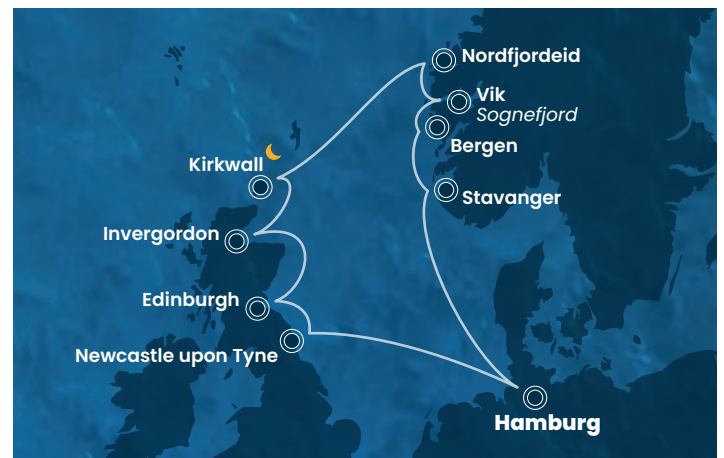 Nordfjordeid
Vik
Sognefjord
Bergen
Kirkwall
Stavanger
Invergordon
Edinburgh
Newcastle upon Tyne
Hamburg